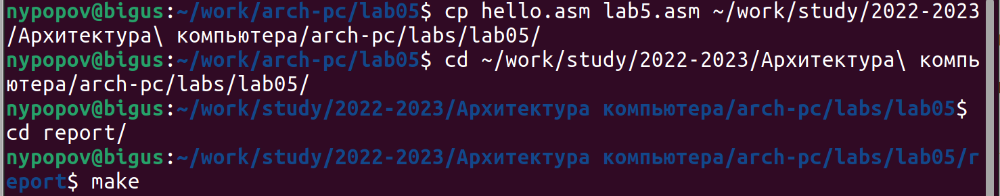 nypopov@bigus:~/work/arch-pc/lab05$ cp hello.asm lab5.asm ~/work/study/2022-2023
/Архитектура\ компьютера/arch-pc/labs/lab05/
nypopov@bigus:~/work/arch-pc/lab05$ cd ~/work/study/2022-2023/Архитектура\ компь
ютера/arch-pc/labs/lab05/
nypopov@bigus:~/work/study/2022-2023/Архитектура компьютера/arch-pc/labs/lab05$
cd report/
nypopov@bigus:~/work/study/2022-2023/Архитектура компьютера/arch-pc/labs/lab05/r
eport$ make